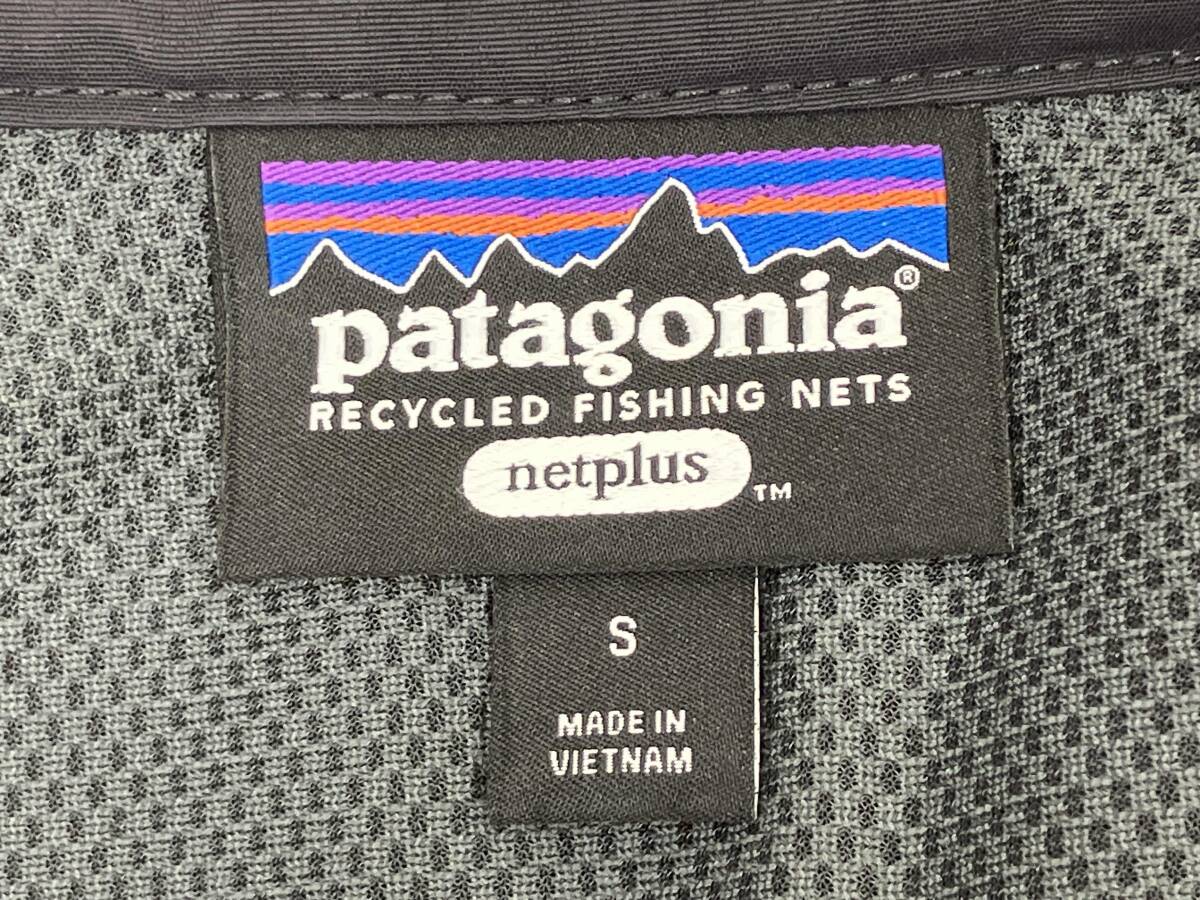 patagonia®
RECYCLED FISHING NETS
netplus™
S
MADE IN
VIETNAM